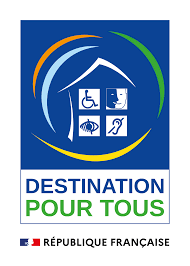 DESTINATION
POUR TOUS
RÉPUBLIQUE FRANÇAISE